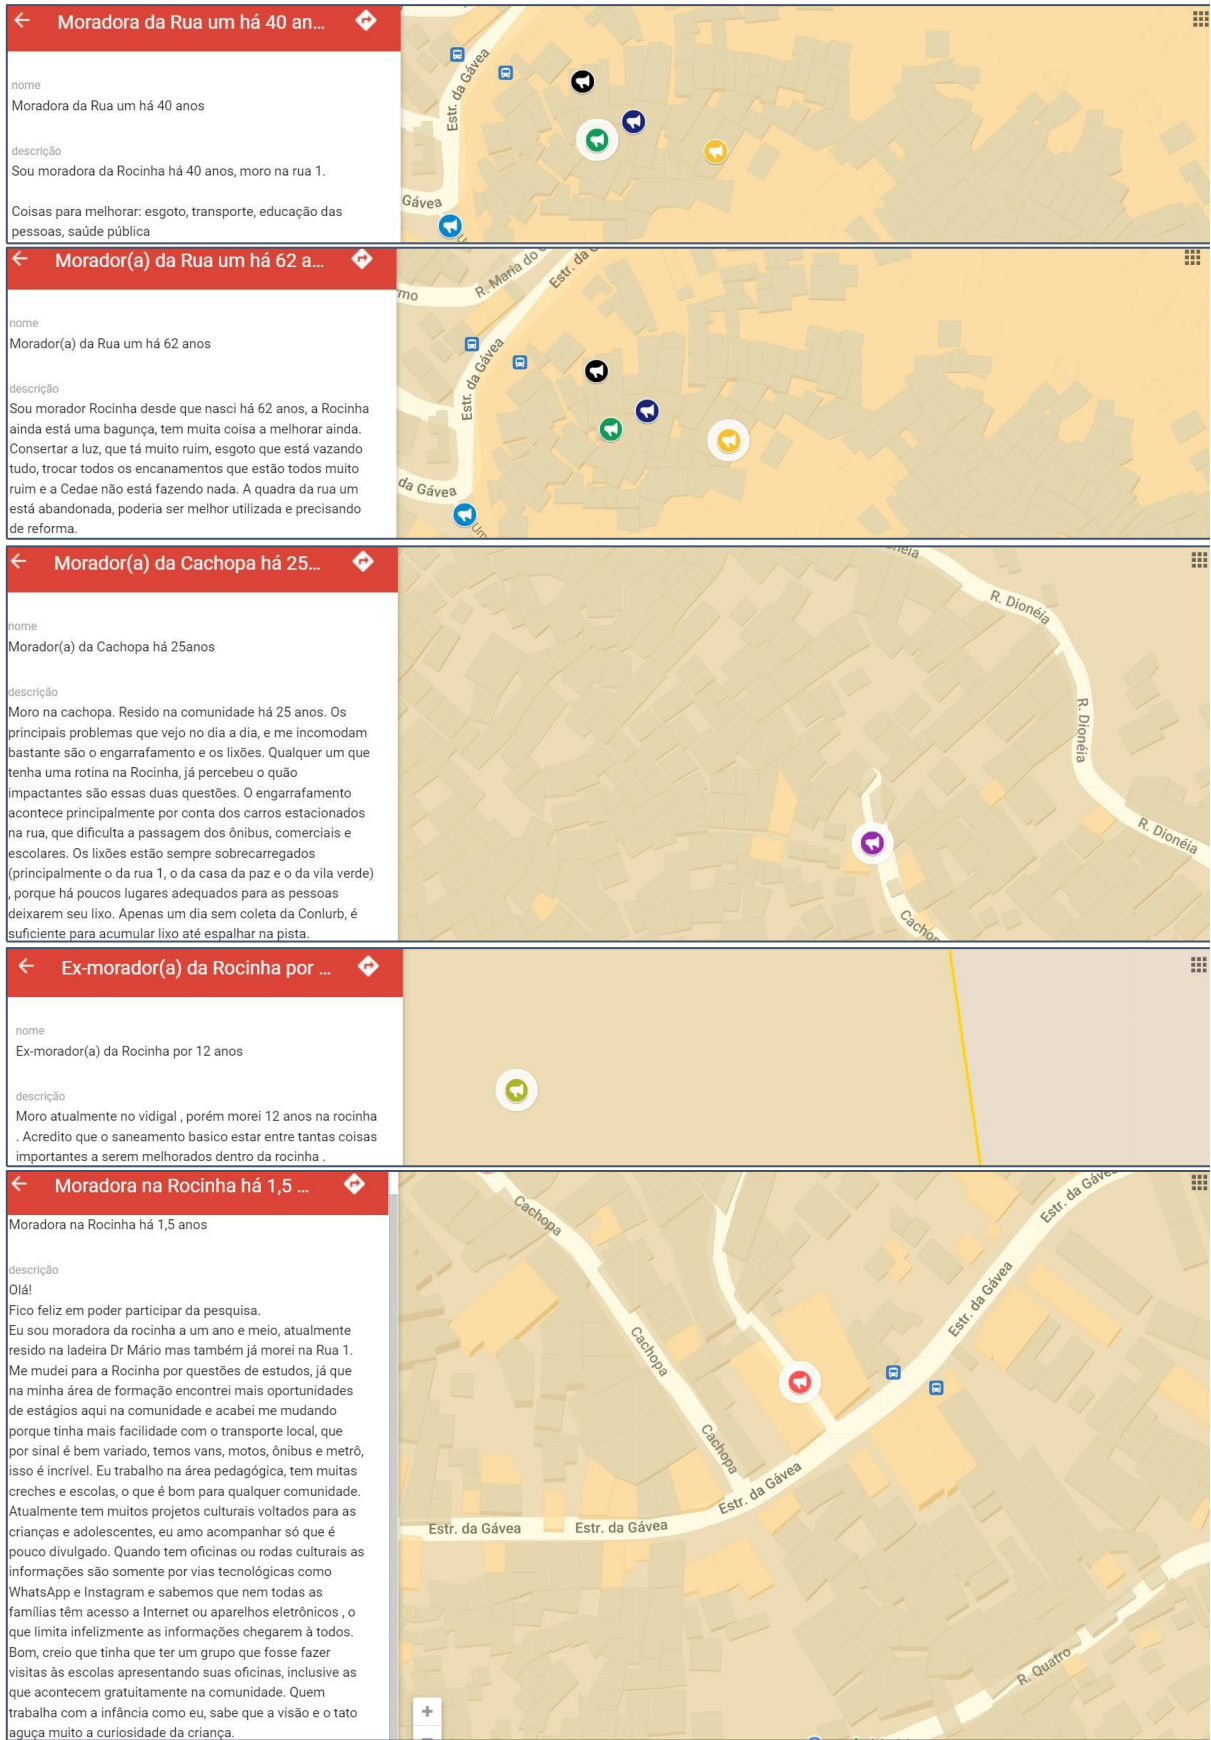 Moradora da Rua um há 40 an...
nome
Moradora da Rua um há 40 anos
descrição
Sou moradora da Rocinha há 40 anos, moro na rua 1.
Coisas para melhorar: esgoto, transporte, educação das
pessoas, saúde pública
Estr. da Gávea
Gávea
Morador(a) da Rua um há 62 a...
nome
Morador(a) da Rua um há 62 anos
descrição
Sou morador Rocinha desde que nasci há 62 anos, a Rocinha
ainda está uma bagunça, tem muita coisa a melhorar ainda.
Consertar a luz, que tá muito ruim, esgoto que está vazando
tudo, trocar todos os encanamentos que estão todos muito
ruim e a Cedae não está fazendo nada. A quadra da rua um
está abandonada, poderia ser melhor utilizada e precisando
de reforma.
rmo
R. Maria do
Estr. da
Estr. da Gávea
da Gávea
Um
Morador(a) da Cachopa há 25...
nome
Morador(a) da Cachopa há 25anos
descrição
Moro na cachopa. Resido na comunidade há 25 anos. Os
principais problemas que vejo no dia a dia, e me incomodam
bastante são o engarrafamento e os lixões. Qualquer um que
tenha uma rotina na Rocinha, já percebeu o quão
impactantes são essas duas questões. O engarrafamento
acontece principalmente por conta dos carros estacionados
na rua, que dificulta a passagem dos ônibus, comerciais e
escolares. Os lixões estão sempre sobrecarregados
(principalmente o da rua 1, o da casa da paz e o da vila verde)
, porque há poucos lugares adequados para as pessoas
deixarem seu lixo. Apenas um dia sem coleta da Conlurb, é
suficiente para acumular lixo até espalhar na pista.
néia
R. Dionéia
R. Dionéia
R. Dionéia
Cachop
Ex-morador(a) da Rocinha por ...
nome
Ex-morador(a) da Rocinha por 12 anos
descrição
Moro atualmente no vidigal , porém morei 12 anos na rocinha
. Acredito que o saneamento basico estar entre tantas coisas
importantes a serem melhorados dentro da rocinha .
Moradora na Rocinha há 1,5 ...
Moradora na Rocinha há 1,5 anos
descrição
Olá!
Fico feliz em poder participar da pesquisa.
Eu sou moradora da rocinha a um ano e meio, atualmente
resido na ladeira Dr Mário mas também já morei na Rua 1.
Me mudei para a Rocinha por questões de estudos, já que
na minha área de formação encontrei mais oportunidades
de estágios aqui na comunidade e acabei me mudando
porque tinha mais facilidade com o transporte local, que
por sinal é bem variado, temos vans, motos, ônibus e metrô,
isso é incrível. Eu trabalho na área pedagógica, tem muitas
creches e escolas, o que é bom para qualquer comunidade.
Atualmente tem muitos projetos culturais voltados para as
crianças e adolescentes, eu amo acompanhar só que é
pouco divulgado. Quando tem oficinas ou rodas culturais as
informações são somente por vias tecnológicas como
WhatsApp e Instagram e sabemos que nem todas as
famílias têm acesso a Internet ou aparelhos eletrônicos , o
que limita infelizmente as informações chegarem à todos.
Bom, creio que tinha que ter um grupo que fosse fazer
visitas às escolas apresentando suas oficinas, inclusive as
que acontecem gratuitamente na comunidade. Quem
trabalha com a infância como eu, sabe que a visão e o tato
aguça muito a curiosidade da criança.
Cachopa
Cachopa
Cachopa
Estr. da Gávea
Estr. da Gávea
Estr. da Gávea
Estr. da Gávea
Estr. da Gávea
R. Quatro